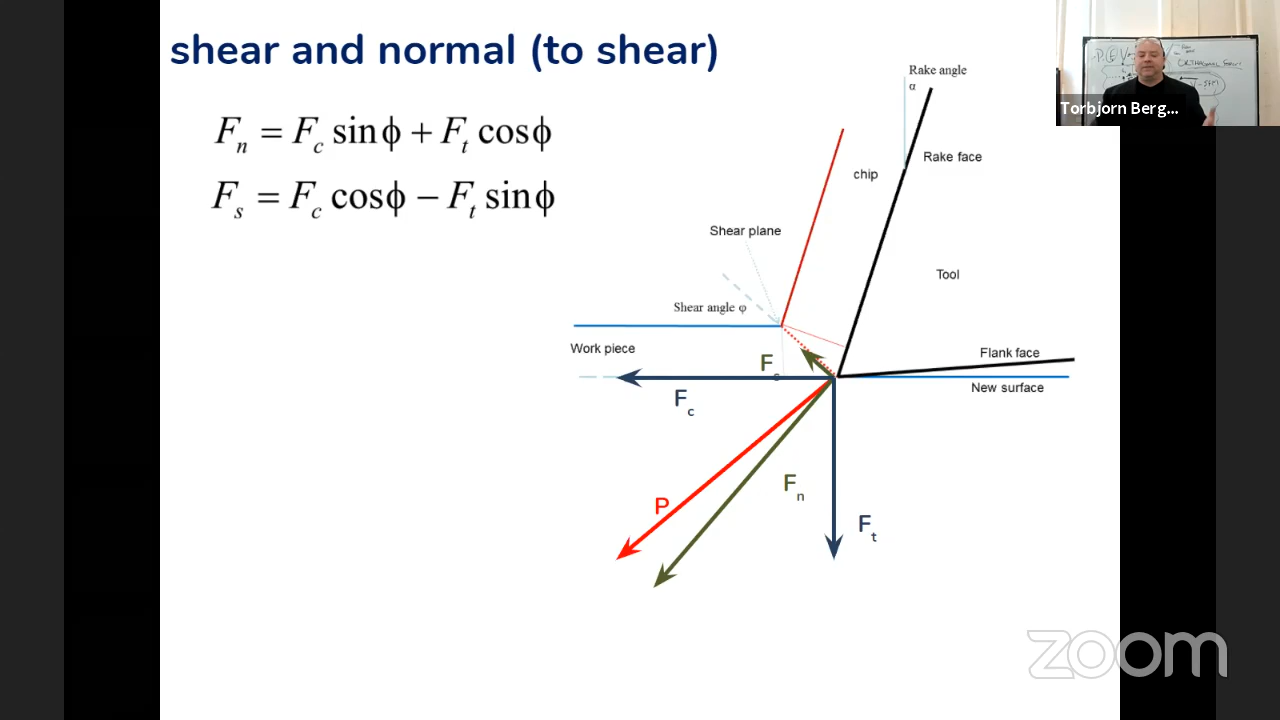 shear and normal (to shear)
F_n = F_c sinϕ + F_t cosϕ
F_s = F_c cosϕ − F_t sinϕ
Rake angle
α
Rake face
chip
Shear plane
Tool
Shear angle φ
Work piece
Flank face
New surface
F_s
F_c
F_n
P
F_t
ORTHOGONAL
Torbjorn Berg...
zoom